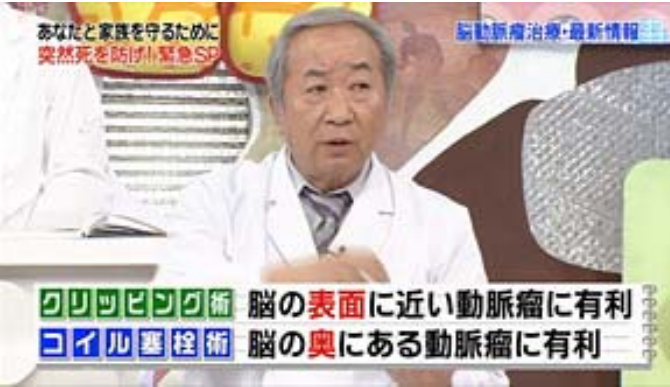 あなたと家族を守るために
突然死を防げ!緊急SP
脳動脈瘤治療・最新情報
クリッピング術 脳の表面に近い動脈瘤に有利
コイル塞栓術 脳の奥にある動脈瘤に有利